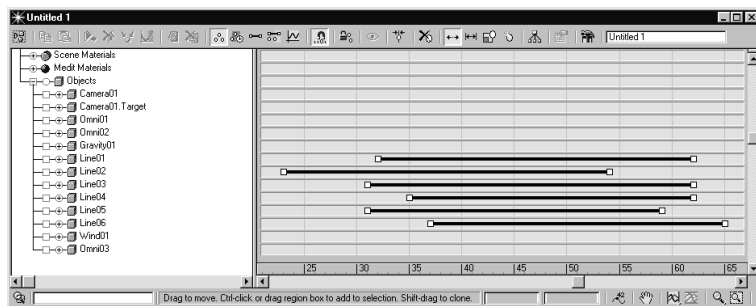 Untitled 1
Untitled 1
Scene Materials
Medit Materials
Objects
Camera01
Camera01.Target
Omni01
Omni02
Gravity01
Line01
Line02
Line03
Line04
Line05
Line06
Wind01
Omni03
25 30 35 40 45 50 55 60 65
Drag to move. Ctrl-click or drag region box to add to selection. Shift-drag to clone.